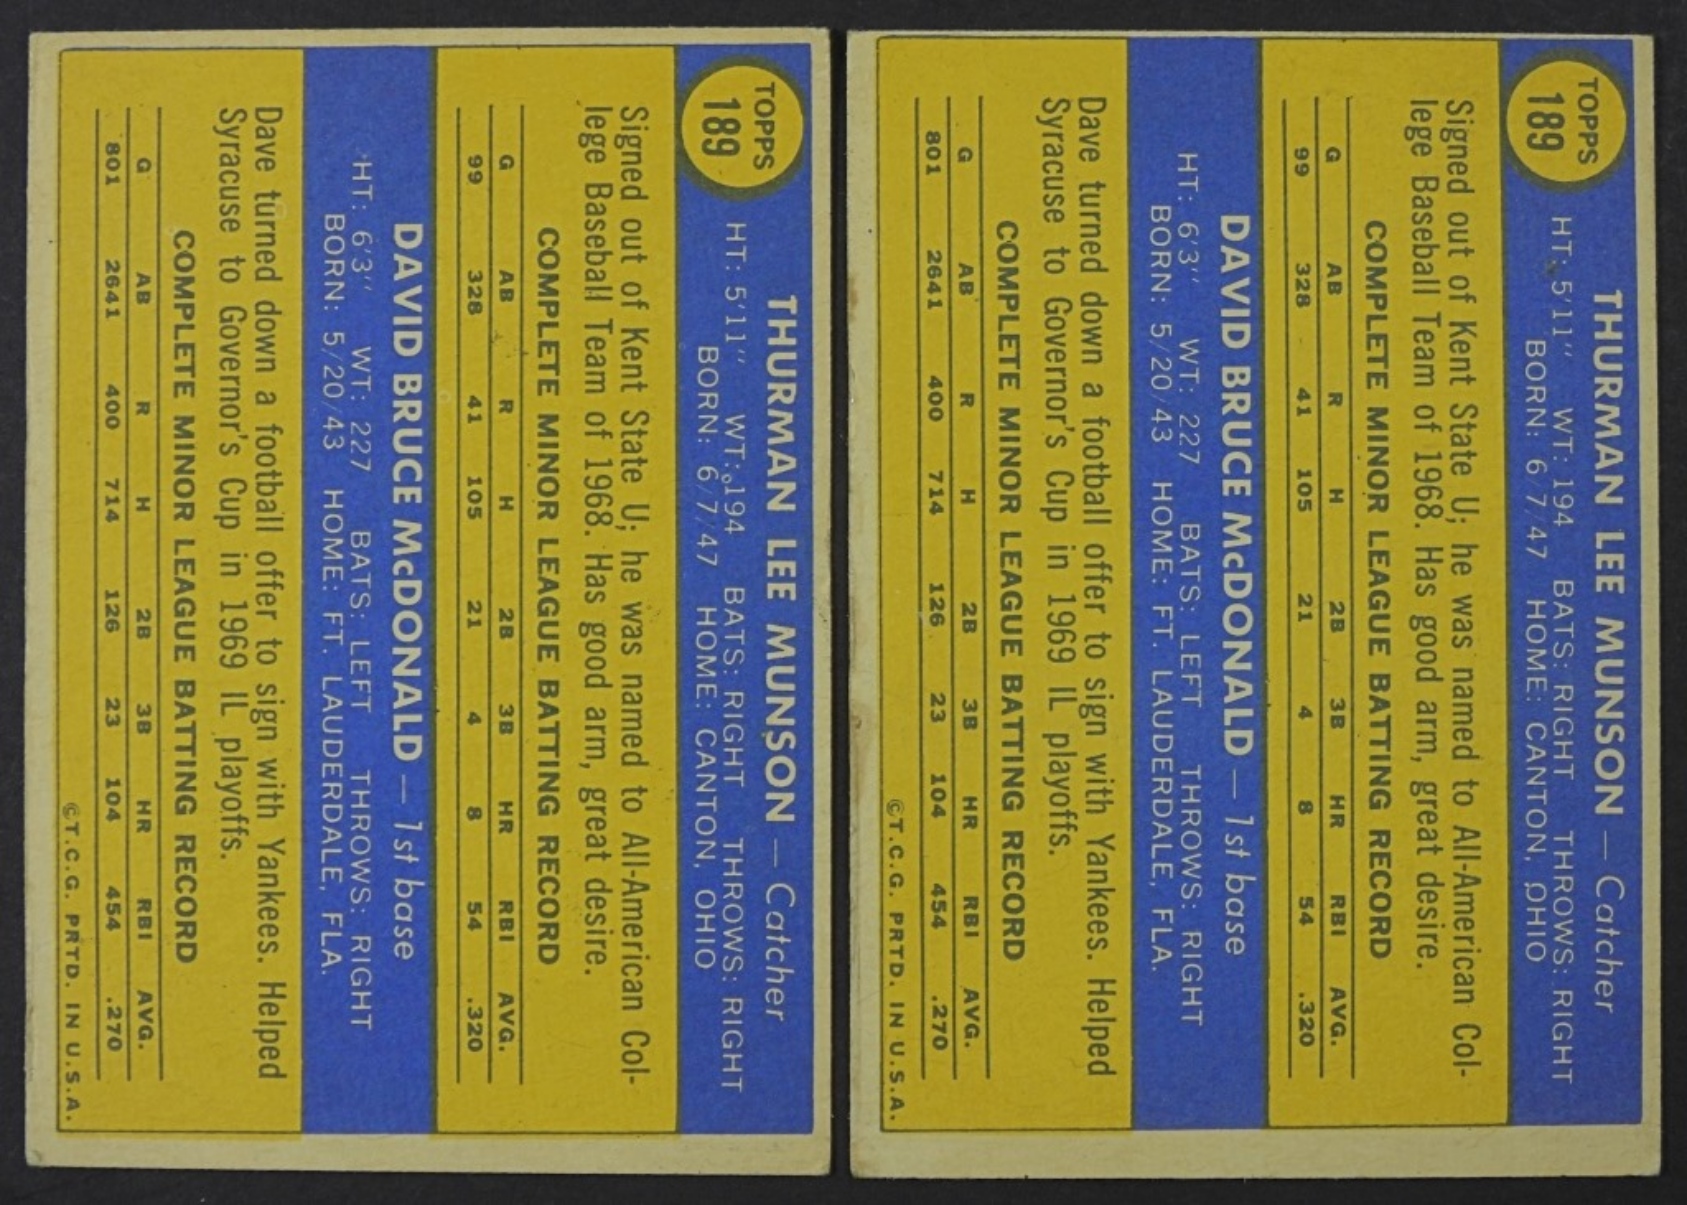 TOPPS
189
THURMAN LEE MUNSON — Catcher
HT: 5'11" WT: 194 BATS: RIGHT THROWS: RIGHT
BORN: 6/7/47 HOME: CANTON, OHIO
Signed out of Kent State U; he was named to All-American Col-
lege Baseball Team of 1968. Has good arm, great desire.
COMPLETE MINOR LEAGUE BATTING RECORD
G AB R H 2B 3B HR RBI AVG.
99 328 41 105 21 4 8 54 .320
DAVID BRUCE McDONALD — 1st base
HT: 6'3" WT: 227 BATS: LEFT THROWS: RIGHT
BORN: 5/20/43 HOME: FT. LAUDERDALE, FLA.
Dave turned down a football offer to sign with Yankees. Helped
Syracuse to Governor's Cup in 1969 IL playoffs.
COMPLETE MINOR LEAGUE BATTING RECORD
G AB R H 2B 3B HR RBI AVG.
801 2641 400 714 126 23 104 454 .270
©T.C.G. PRTD. IN U.S.A.
TOPPS
189
THURMAN LEE MUNSON — Catcher
HT: 5'11" WT: 194 BATS: RIGHT THROWS: RIGHT
BORN: 6/7/47 HOME: CANTON, OHIO
Signed out of Kent State U; he was named to All-American Col-
lege Baseball Team of 1968. Has good arm, great desire.
COMPLETE MINOR LEAGUE BATTING RECORD
G AB R H 2B 3B HR RBI AVG.
99 328 41 105 21 4 8 54 .320
DAVID BRUCE McDONALD — 1st base
HT: 6'3" WT: 227 BATS: LEFT THROWS: RIGHT
BORN: 5/20/43 HOME: FT. LAUDERDALE, FLA.
Dave turned down a football offer to sign with Yankees. Helped
Syracuse to Governor's Cup in 1969 IL playoffs.
COMPLETE MINOR LEAGUE BATTING RECORD
G AB R H 2B 3B HR RBI AVG.
801 2641 400 714 126 23 104 454 .270
©T.C.G. PRTD. IN U.S.A.